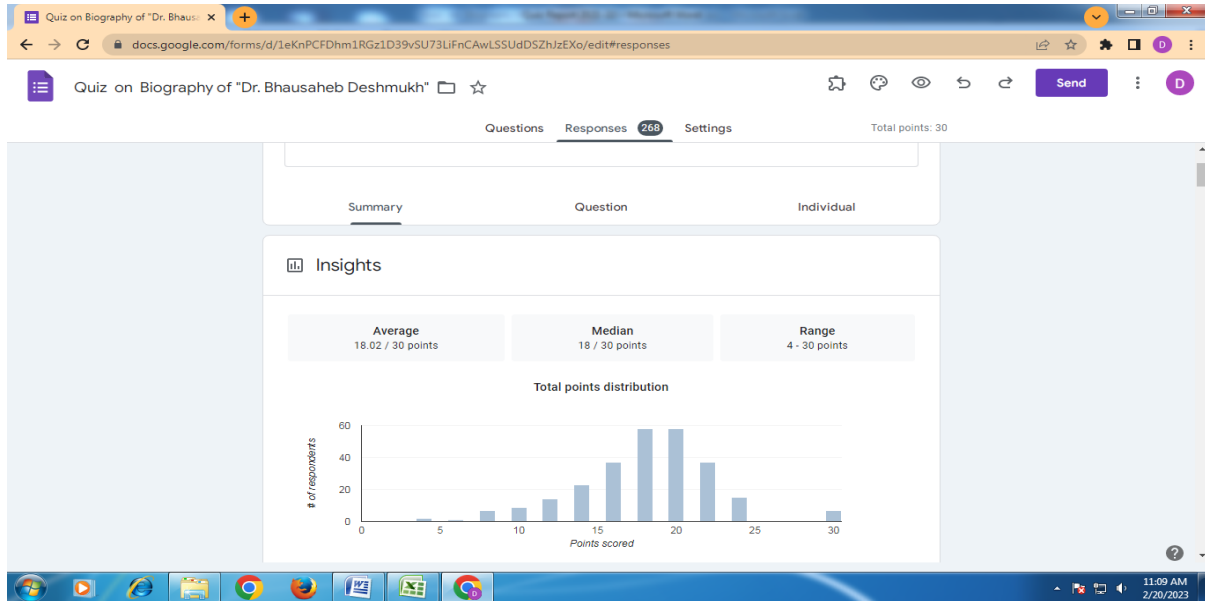 Quiz on Biography of "Dr. Bhausa
docs.google.com/forms/d/1eKnPCFDhm1RGz1D39vSU73LiFnCAwLSSUdDSZhJzEXo/edit#responses
D
Quiz on Biography of "Dr. Bhausaheb Deshmukh"
Send
D
Questions Responses 268 Settings Total points: 30
Summary Question Individual
Insights
Average Median Range
18.02 / 30 points 18 / 30 points 4 - 30 points
Total points distribution
# of respondents
60
40
20
0
0 5 10 15 20 25 30
Points scored
11:09 AM
2/20/2023